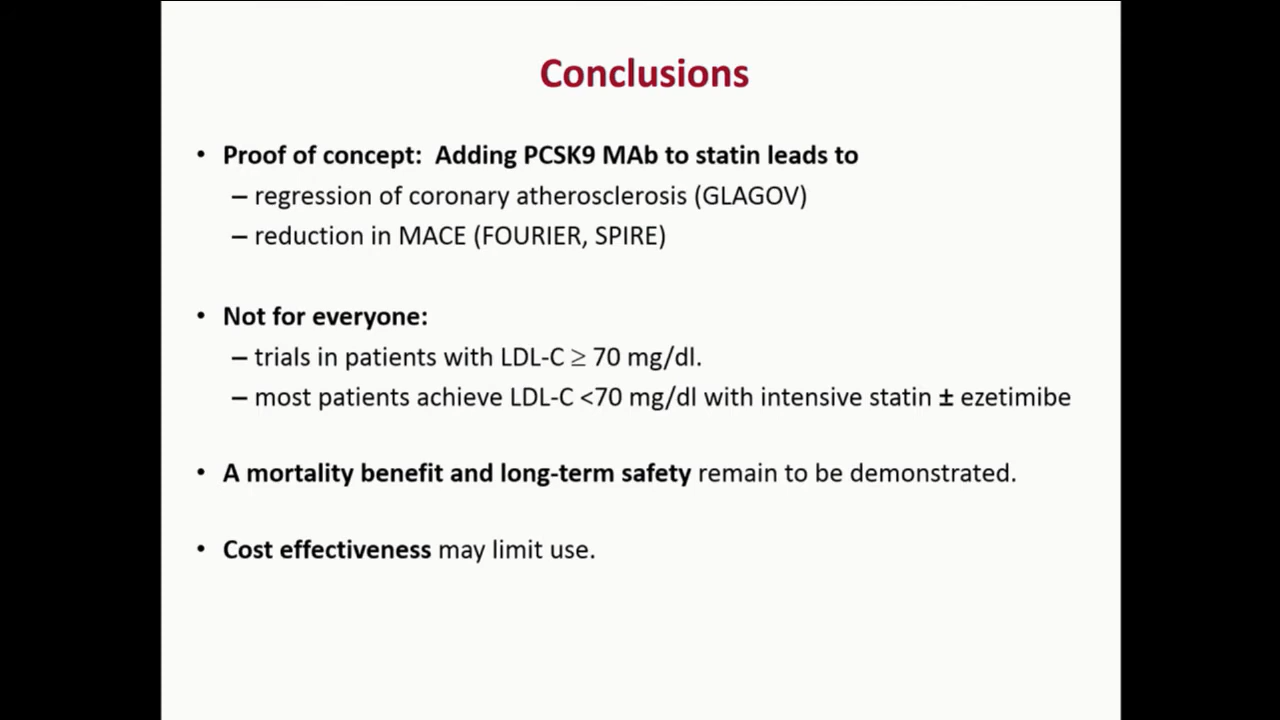 Conclusions
• Proof of concept:  Adding PCSK9 MAb to statin leads to
– regression of coronary atherosclerosis (GLAGOV)
– reduction in MACE (FOURIER, SPIRE)
• Not for everyone:
– trials in patients with LDL-C ≥ 70 mg/dl.
– most patients achieve LDL-C <70 mg/dl with intensive statin ± ezetimibe
• A mortality benefit and long-term safety remain to be demonstrated.
• Cost effectiveness may limit use.